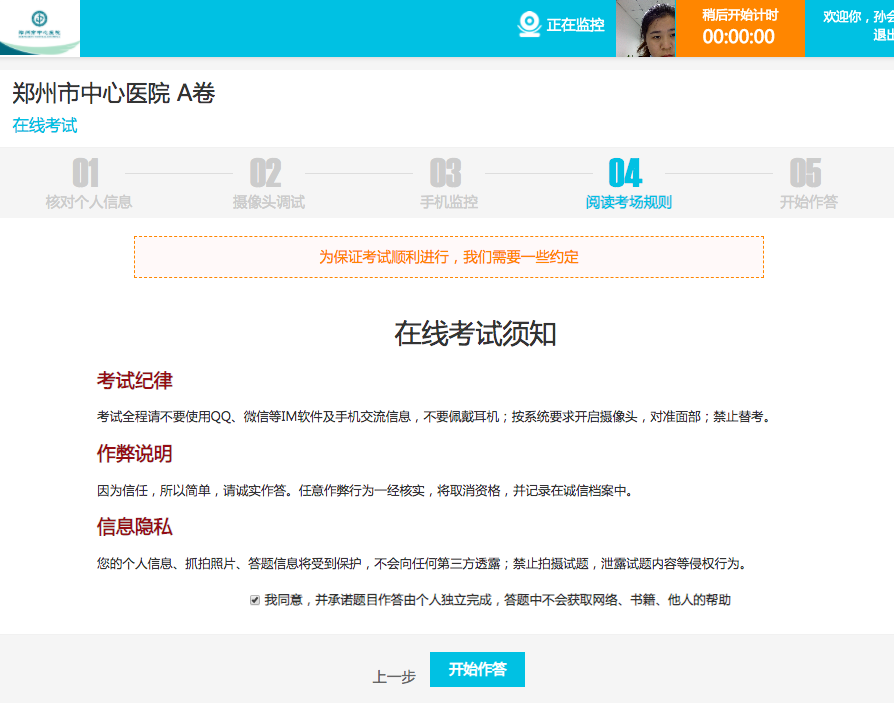 郑州市中心医院
正在监控
稍后开始计时
00:00:00
欢迎你，孙会
退出
郑州市中心医院 A卷
在线考试
01
02
03
04
05
核对个人信息
摄像头调试
手机监控
阅读考场规则
开始作答
为保证考试顺利进行，我们需要一些约定
在线考试须知
考试纪律
考试全程请不要使用QQ、微信等IM软件及手机交流信息，不要佩戴耳机；按系统要求开启摄像头，对准面部；禁止替考。
作弊说明
因为信任，所以简单，请诚实作答。任意作弊行为一经核实，将取消资格，并记录在诚信档案中。
信息隐私
您的个人信息、抓拍照片、答题信息将受到保护，不会向任何第三方透露；禁止拍摄试题，泄露试题内容等侵权行为。
我同意，并承诺题目作答由个人独立完成，答题中不会获取网络、书籍、他人的帮助
上一步
开始作答